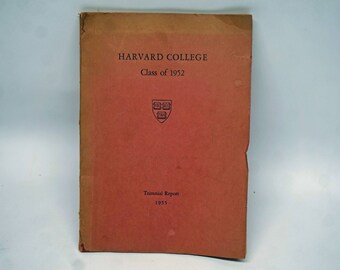 HARVARD COLLEGE
Class of 1952
Triennial Report
1955